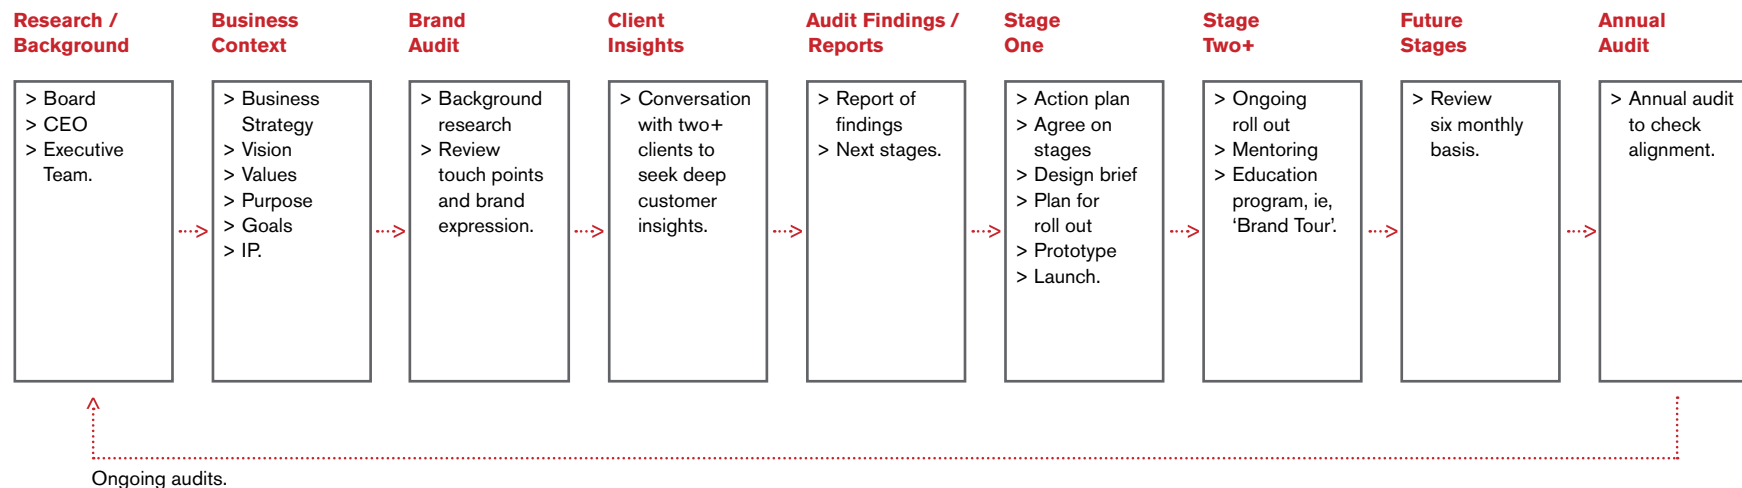 Research /
Background
> Board
> CEO
> Executive
Team.
Business
Context
> Business
Strategy
> Vision
> Values
> Purpose
> Goals
> IP.
Brand
Audit
> Background
research
> Review
touch points
and brand
expression.
Client
Insights
> Conversation
with two+
clients to
seek deep
customer
insights.
Audit Findings /
Reports
> Report of
findings
> Next stages.
Stage
One
> Action plan
> Agree on
stages
> Design brief
> Plan for
roll out
> Prototype
> Launch.
Stage
Two+
> Ongoing
roll out
> Mentoring
> Education
program, ie,
‘Brand Tour’.
Future
Stages
> Review
six monthly
basis.
Annual
Audit
> Annual audit
to check
alignment.
Ongoing audits.